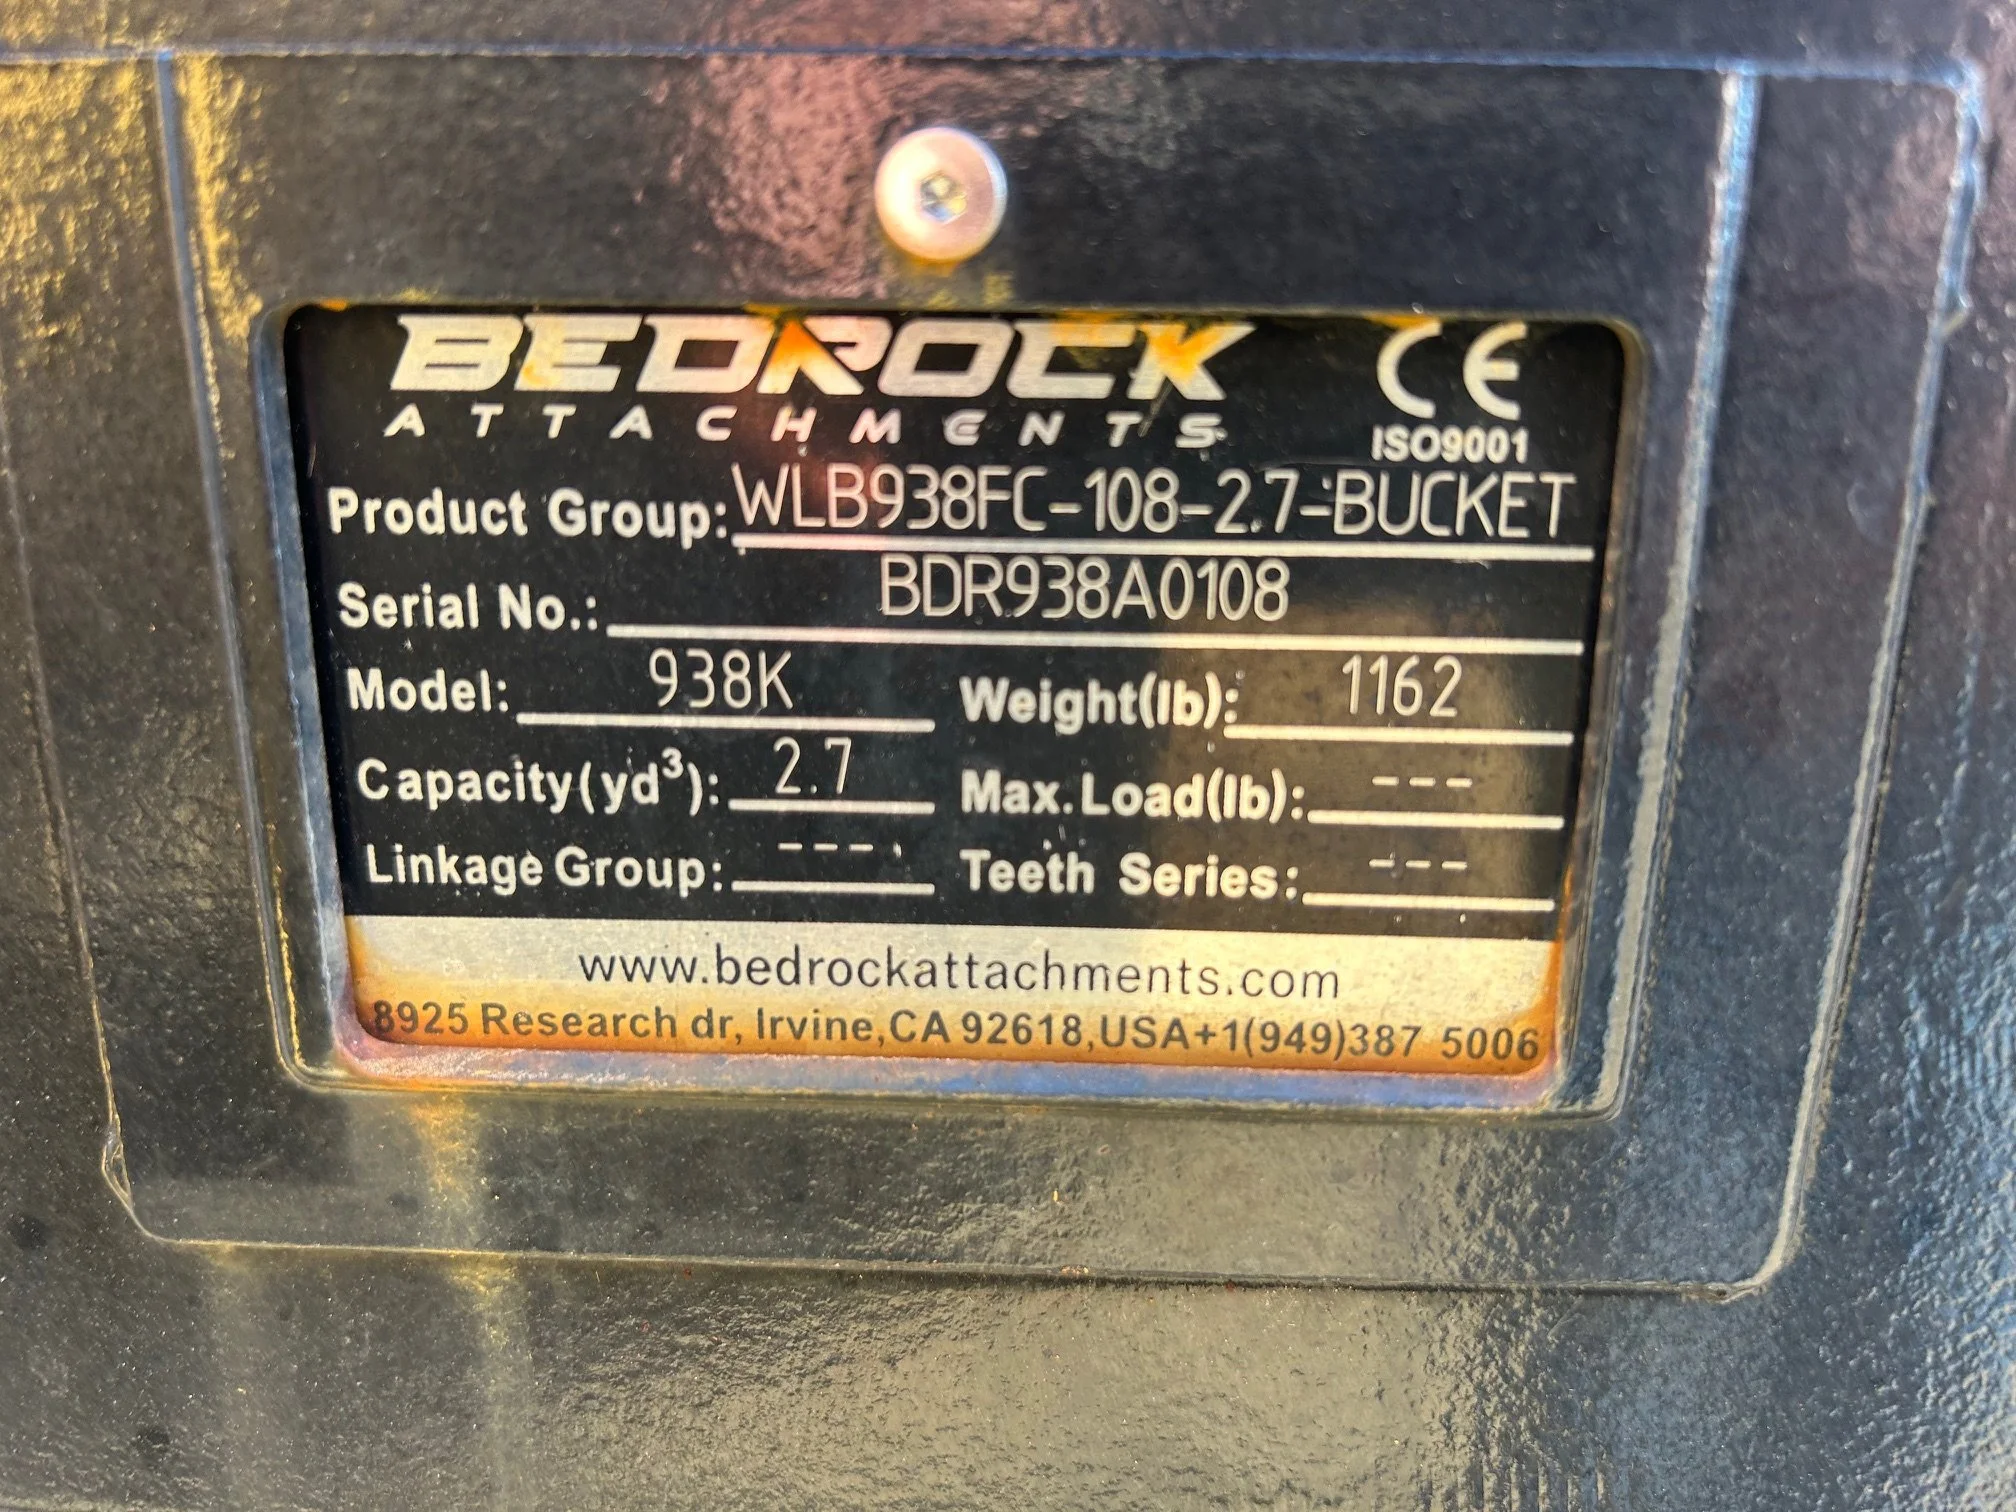 BEDROCK
ATTACHMENTS
CE
ISO9001
Product Group: WLB938FC-108-2.7-BUCKET
Serial No.: BDR938A0108
Model: 938K Weight(lb): 1162
Capacity(yd³): 2.7 Max.Load(lb): ---
Linkage Group: --- Teeth Series: ---
www.bedrockattachments.com
8925 Research dr, Irvine,CA 92618,USA+1(949)387 5006